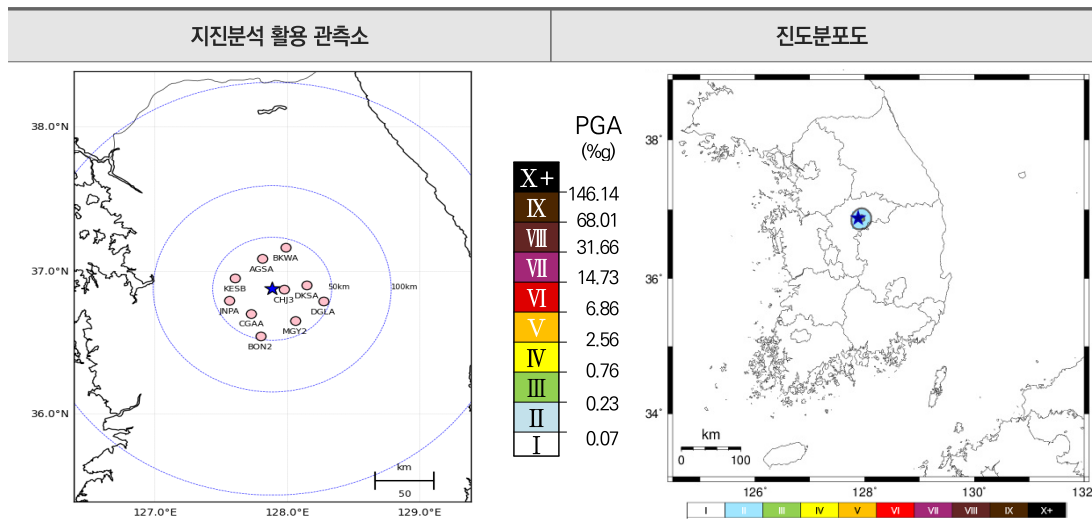 지진분석 활용 관측소
진도분포도
38.0°N
37.0°N
36.0°N
127.0°E
128.0°E
129.0°E
BKWA
AGSA
KESB
CHJ3
DKSA
JNPA
DGLA
CGAA
MGY2
BON2
50km
100km
km
50
PGA
(%g)
X+
146.14
IX
68.01
VIII
31.66
VII
14.73
VI
6.86
V
2.56
IV
0.76
III
0.23
II
0.07
I
38°
36°
34°
km
0 100
126° 128° 130° 132
I II III IV V VI VII VIII IX X+